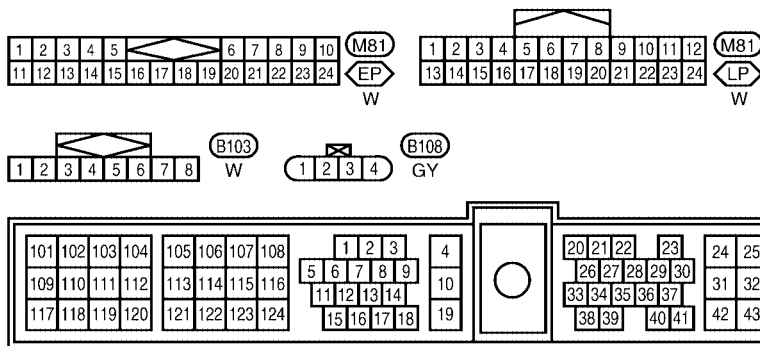 1 2 3 4 5 6 7 8 9 10 M81
11 12 13 14 15 16 17 18 19 20 21 22 23 24 EP
W
1 2 3 4 5 6 7 8 9 10 11 12 M81
13 14 15 16 17 18 19 20 21 22 23 24 LP
W
1 2 3 4 5 6 7 8 B103
W
1 2 3 4 B108
GY
101 102 103 104 105 106 107 108 1 2 3 4 20 21 22 23 24 25
109 110 111 112 113 114 115 116 5 6 7 8 9 10 26 27 28 29 30 31 32
117 118 119 120 121 122 123 124 11 12 13 14 19 33 34 35 36 37 42 43
15 16 17 18 38 39 40 41